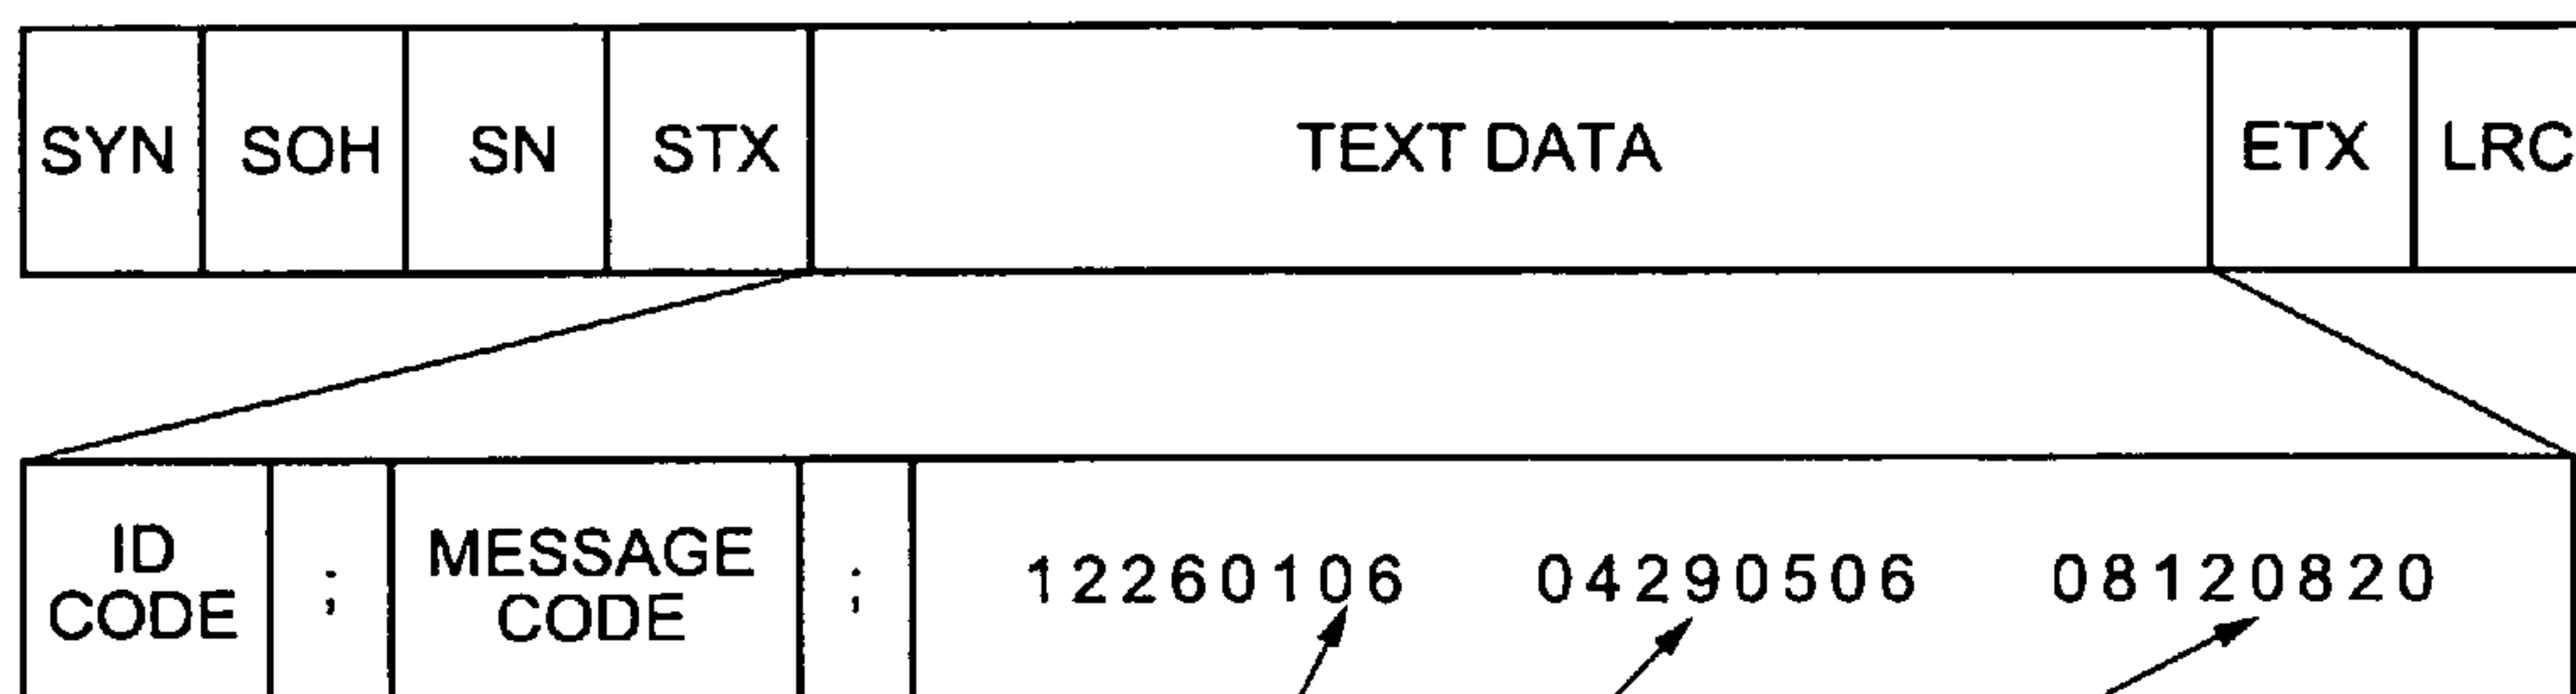 SYN SOH SN STX TEXT DATA ETX LRC
ID CODE ; MESSAGE CODE ; 12260106 04290506 08120820